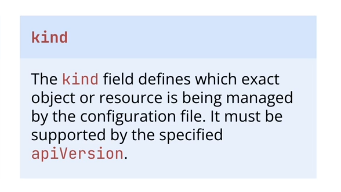 kind
The kind field defines which exact
object or resource is being managed
by the configuration file. It must be
supported by the specified
apiVersion.